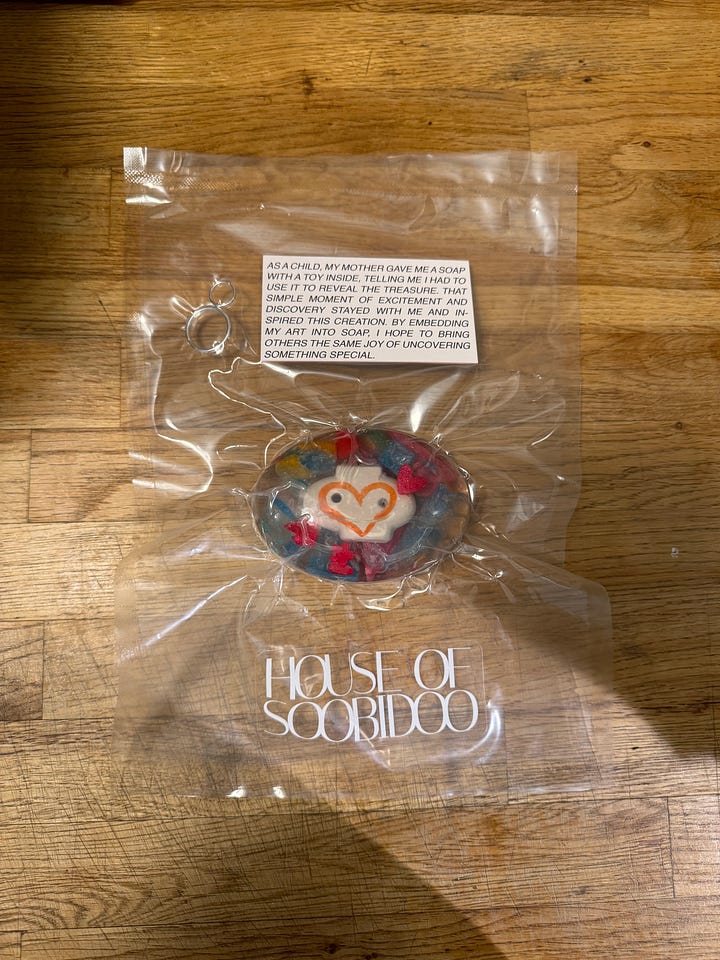 AS A CHILD, MY MOTHER GAVE ME A SOAP
WITH A TOY INSIDE, TELLING ME I HAD TO
USE IT TO REVEAL THE TREASURE. THAT
SIMPLE MOMENT OF EXCITEMENT AND
DISCOVERY STAYED WITH ME AND IN-
SPIRED THIS CREATION. BY EMBEDDING
MY ART INTO SOAP, I HOPE TO BRING
OTHERS THE SAME JOY OF UNCOVERING
SOMETHING SPECIAL.
HOUSE OF
SOOBIDOO